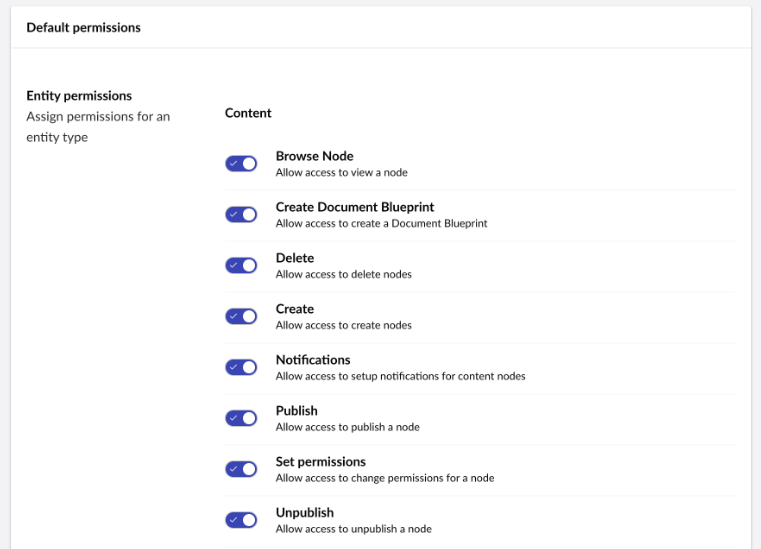 Default permissions
Entity permissions
Assign permissions for an
entity type
Content
Browse Node
Allow access to view a node
Create Document Blueprint
Allow access to create a Document Blueprint
Delete
Allow access to delete nodes
Create
Allow access to create nodes
Notifications
Allow access to setup notifications for content nodes
Publish
Allow access to publish a node
Set permissions
Allow access to change permissions for a node
Unpublish
Allow access to unpublish a node